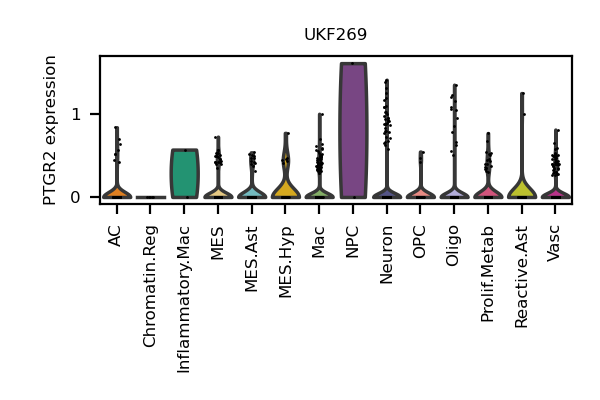 UKF269
PTGR2 expression
1
0
AC
Chromatin.Reg
Inflammatory.Mac
MES
MES.Ast
MES.Hyp
Mac
NPC
Neuron
OPC
Oligo
Prolif.Metab
Reactive.Ast
Vasc